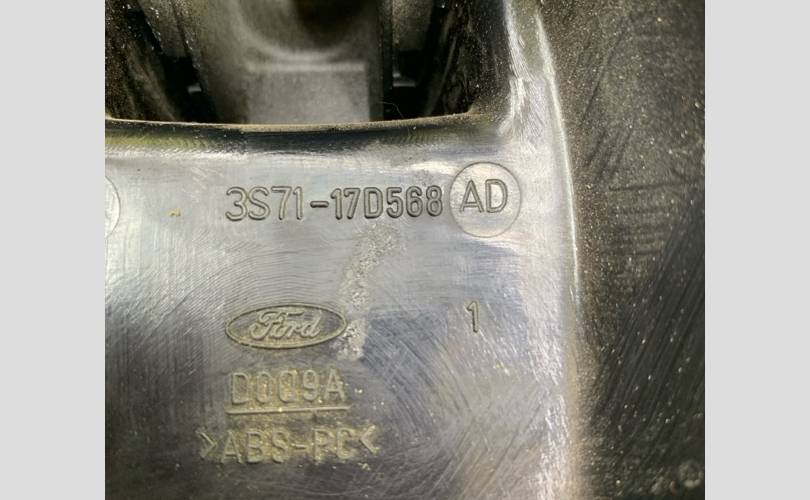 3S71-17D568 AD
Ford 1
D009A
>ABS-PC<